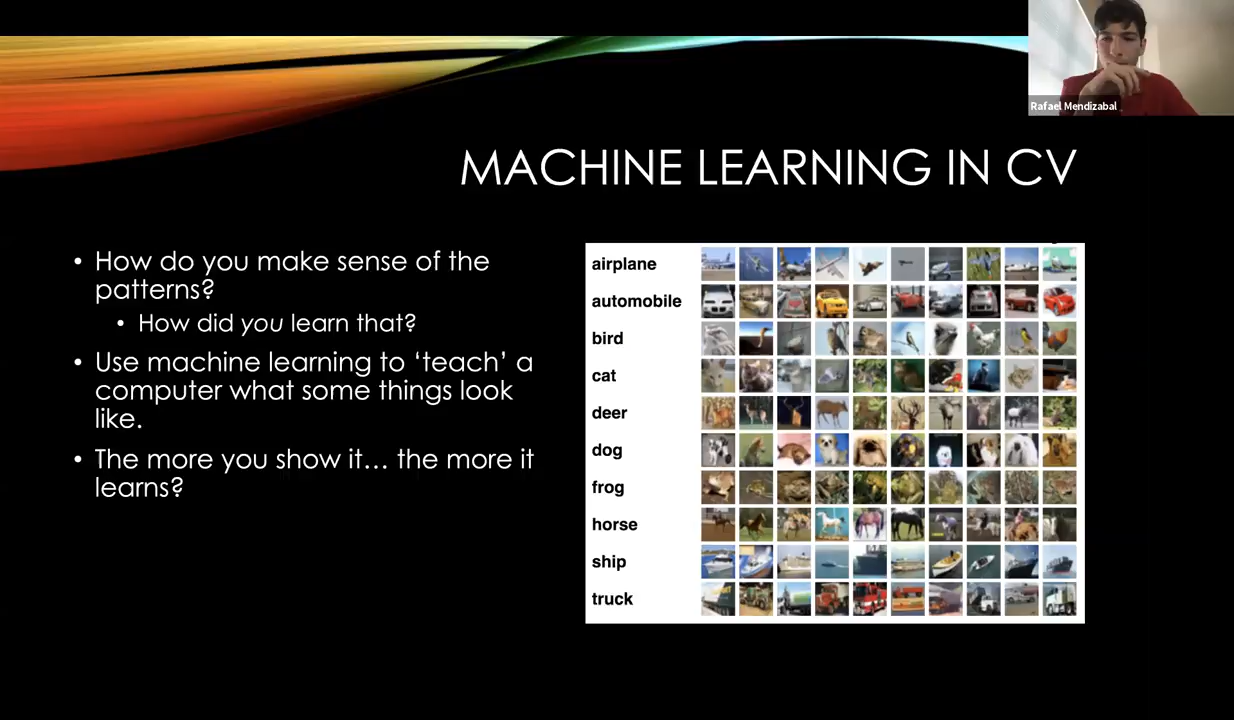 Rafael Mendizabal
MACHINE LEARNING IN CV
• How do you make sense of the
patterns?
• How did you learn that?
• Use machine learning to ‘teach’ a
computer what some things look
like.
• The more you show it… the more it
learns?
airplane
automobile
bird
cat
deer
dog
frog
horse
ship
truck